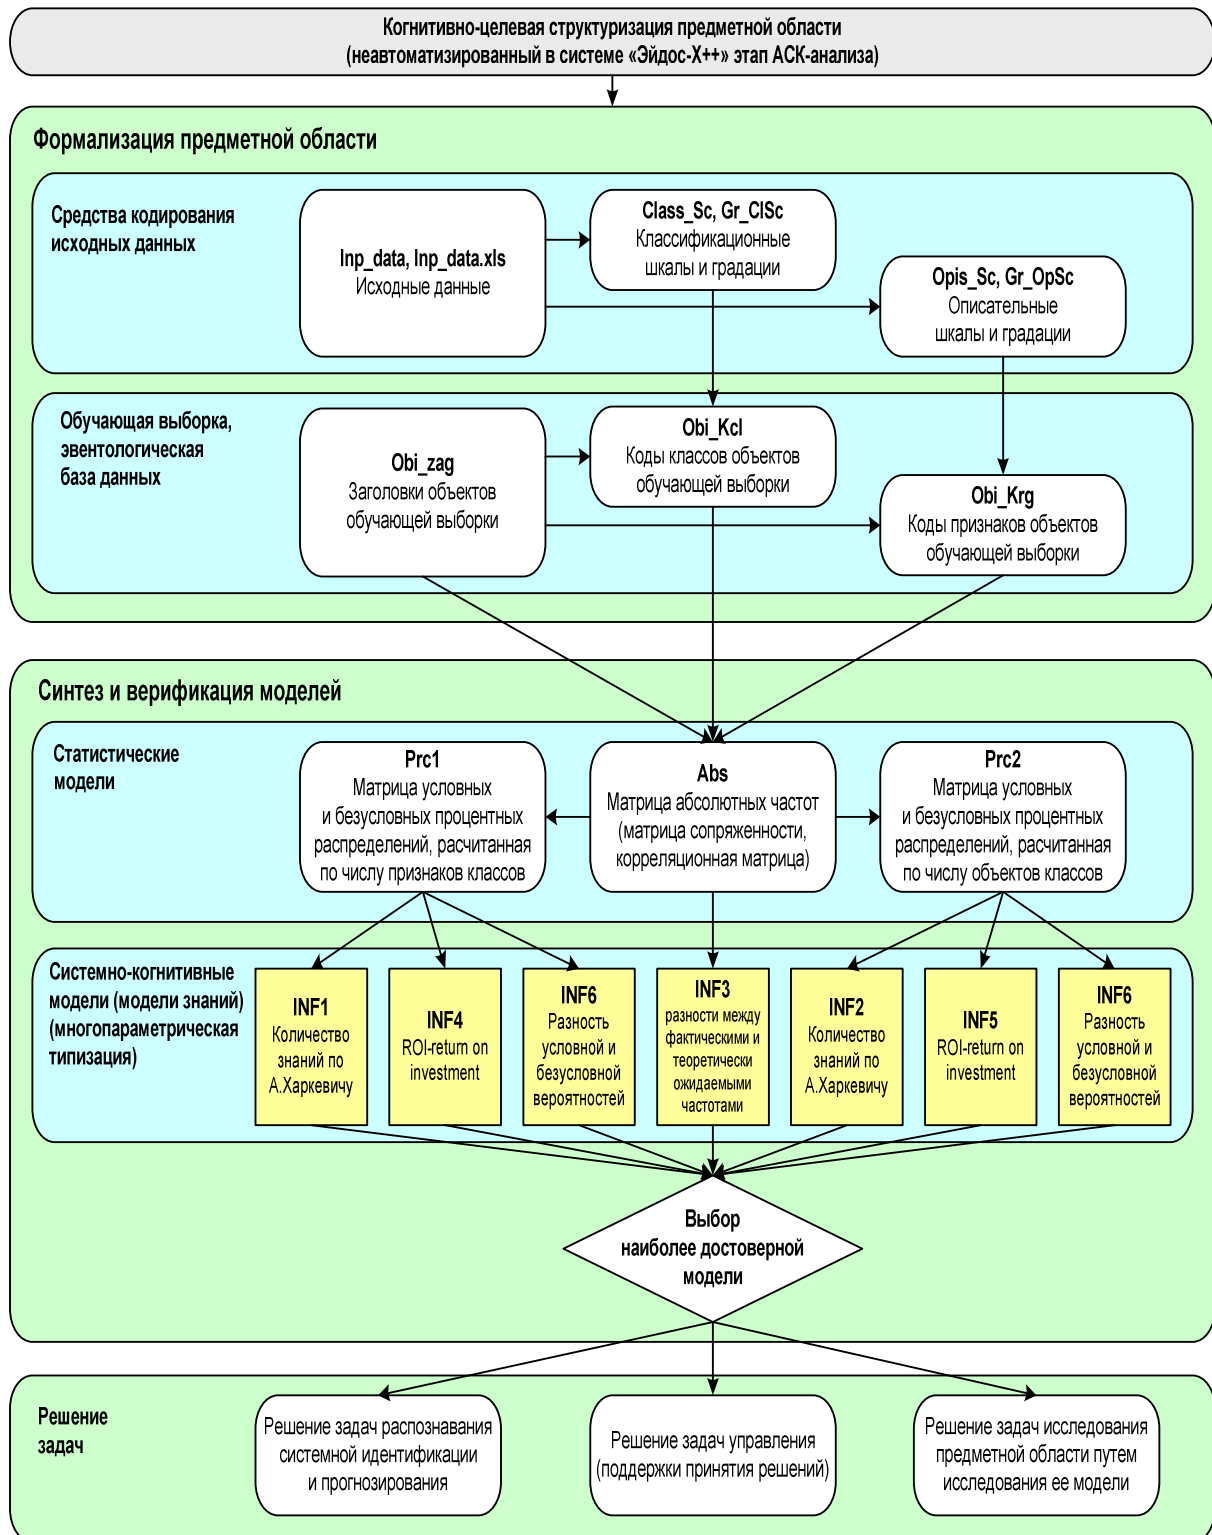 Когнитивно-целевая структуризация предметной области
(неавтоматизированный в системе «Эйдос-X++» этап АСК-анализа)
Формализация предметной области
Средства кодирования
исходных данных
Inp_data, Inp_data.xls
Исходные данные
Class_Sc, Gr_ClSc
Классификационные
шкалы и градации
Opis_Sc, Gr_OpSc
Описательные
шкалы и градации
Обучающая выборка,
эвентологическая
база данных
Obi_zag
Заголовки объектов
обучающей выборки
Obi_Kcl
Коды классов объектов
обучающей выборки
Obi_Krg
Коды признаков объектов
обучающей выборки
Синтез и верификация моделей
Статистические
модели
Prc1
Матрица условных
и безусловных процентных
распределений, расчитанная
по числу признаков классов
Abs
Матрица абсолютных частот
(матрица сопряженности,
корреляционная матрица)
Prc2
Матрица условных
и безусловных процентных
распределений, расчитанная
по числу объектов классов
Системно-когнитивные
модели (модели знаний)
(многопараметрическая
типизация)
INF1
Количество
знаний по
А.Харкевичу
INF4
ROI-return on
investment
INF6
Разность
условной и
безусловной
вероятностей
INF3
разности между
фактическими и
теоретически
ожидаемыми
частотами
INF2
Количество
знаний по
А.Харкевичу
INF5
ROI-return on
investment
INF6
Разность
условной и
безусловной
вероятностей
Выбор
наиболее достоверной
модели
Решение
задач
Решение задач распознавания
системной идентификации
и прогнозирования
Решение задач управления
(поддержки принятия решений)
Решение задач исследования
предметной области путем
исследования ее модели